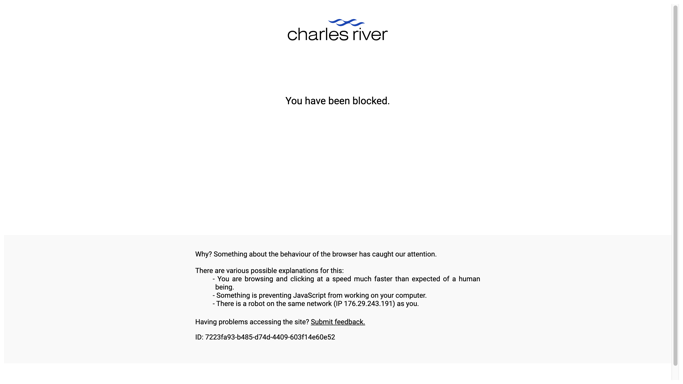 charles river
You have been blocked.
Why? Something about the behaviour of the browser has caught our attention.
There are various possible explanations for this:
- You are browsing and clicking at a speed much faster than expected of a human
being.
- Something is preventing JavaScript from working on your computer.
- There is a robot on the same network (IP 176.29.243.191) as you.
Having problems accessing the site? Submit feedback.
ID: 7223fa93-b485-d74d-4409-603f14e60e52